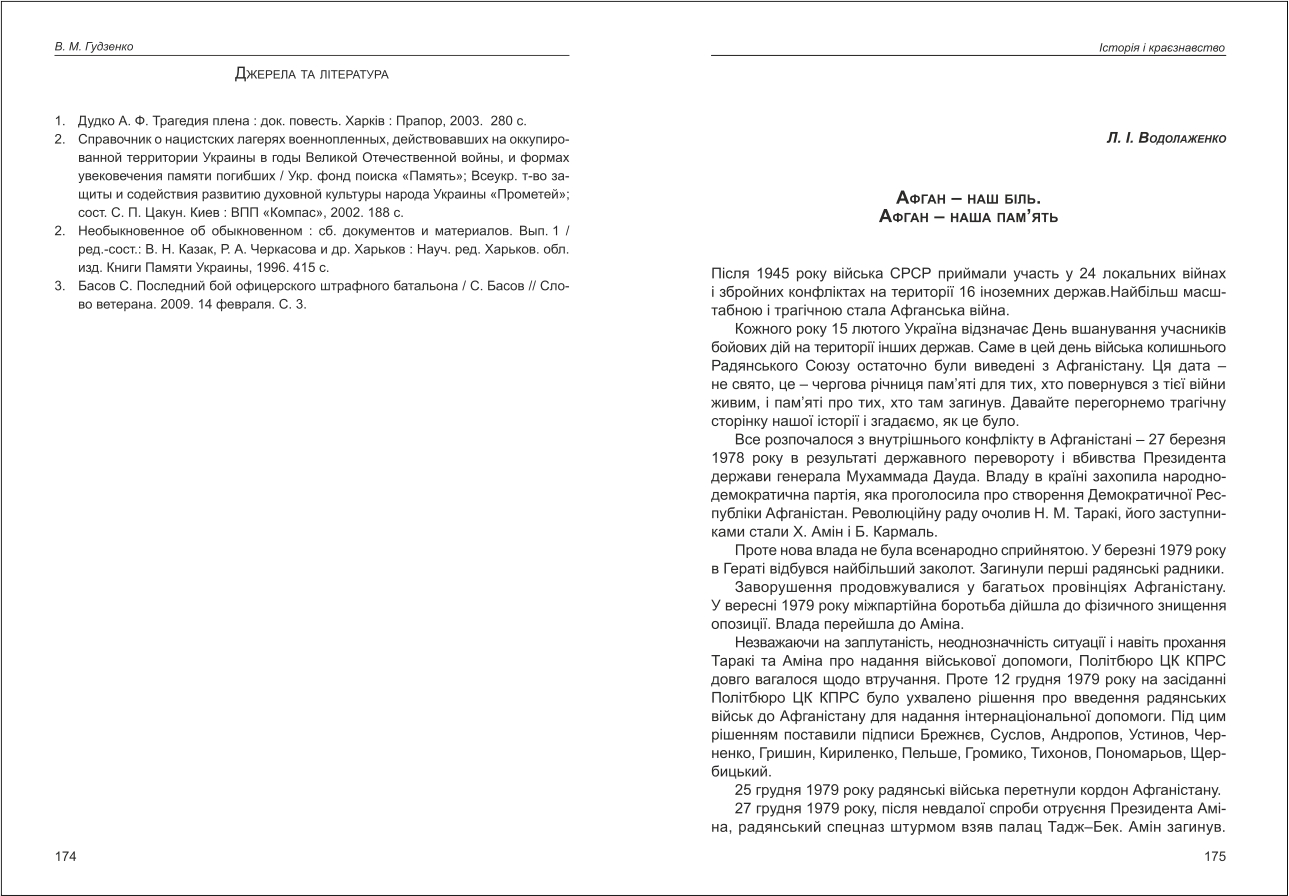 В. М. Гудзенко
Джерела та література
1. Дудко А. Ф. Трагедия плена : док. повесть. Харків : Прапор, 2003. 280 с.
2. Справочник о нацистских лагерях военнопленных, действовавших на оккупиро-
ванной территории Украины в годы Великой Отечественной войны, и формах
увековечения памяти погибших / Укр. фонд поиска «Память»; Всеукр. т-во за-
щиты и содействия развитию духовной культуры народа Украины «Прометей»;
сост. С. П. Цакун. Киев : ВПП «Компас», 2002. 188 с.
2. Необыкновенное об обыкновенном : сб. документов и материалов. Вып. 1 /
ред.-сост.: В. Н. Казак, Р. А. Черкасова и др. Харьков : Науч. ред. Харьков. обл.
изд. Книги Памяти Украины, 1996. 415 с.
3. Басов С. Последний бой офицерского штрафного батальона / С. Басов // Сло-
во ветерана. 2009. 14 февраля. С. 3.
174
Історія і краєзнавство
Л. І. Водолаженко
Афган – наш біль.
Афган – наша пам’ять
Після 1945 року війська СРСР приймали участь у 24 локальних війнах
і збройних конфліктах на території 16 іноземних держав.Найбільш масш-
табною і трагічною стала Афганська війна.
Кожного року 15 лютого Україна відзначає День вшанування учасників
бойових дій на території інших держав. Саме в цей день війська колишнього
Радянського Союзу остаточно були виведені з Афганістану. Ця дата –
не свято, це – чергова річниця пам’яті для тих, хто повернувся з тієї війни
живим, і пам’яті про тих, хто там загинув. Давайте перегорнемо трагічну
сторінку нашої історії і згадаємо, як це було.
Все розпочалося з внутрішнього конфлікту в Афганістані – 27 березня
1978 року в результаті державного перевороту і вбивства Президента
держави генерала Мухаммада Дауда. Владу в країні захопила народно-
демократична партія, яка проголосила про створення Демократичної Рес-
публіки Афганістан. Революційну раду очолив Н. М. Таракі, його заступни-
ками стали Х. Амін і Б. Кармаль.
Проте нова влада не була всенародно сприйнятою. У березні 1979 року
в Гераті відбувся найбільший заколот. Загинули перші радянські радники.
Заворушення продовжувалися у багатьох провінціях Афганістану.
У вересні 1979 року міжпартійна боротьба дійшла до фізичного знищення
опозиції. Влада перейшла до Аміна.
Незважаючи на заплутаність, неоднозначність ситуації і навіть прохання
Таракі та Аміна про надання військової допомоги, Політбюро ЦК КПРС
довго вагалося щодо втручання. Проте 12 грудня 1979 року на засіданні
Політбюро ЦК КПРС було ухвалено рішення про введення радянських
військ до Афганістану для надання інтернаціональної допомоги. Під цим
рішенням поставили підписи Брежнєв, Суслов, Андропов, Устинов, Чер-
ненко, Гришин, Кириленко, Пельше, Громико, Тихонов, Пономарьов, Щер-
бицький.
25 грудня 1979 року радянські війська перетнули кордон Афганістану.
27 грудня 1979 року, після невдалої спроби отруєння Президента Амі-
на, радянський спецназ штурмом взяв палац Тадж–Бек. Амін загинув.
175